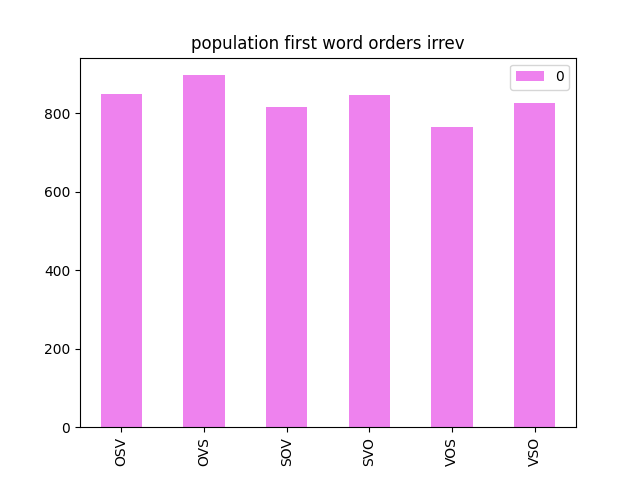 population first word orders irrev
0
800
600
400
200
0
OSV
OVS
SOV
SVO
VOS
VSO